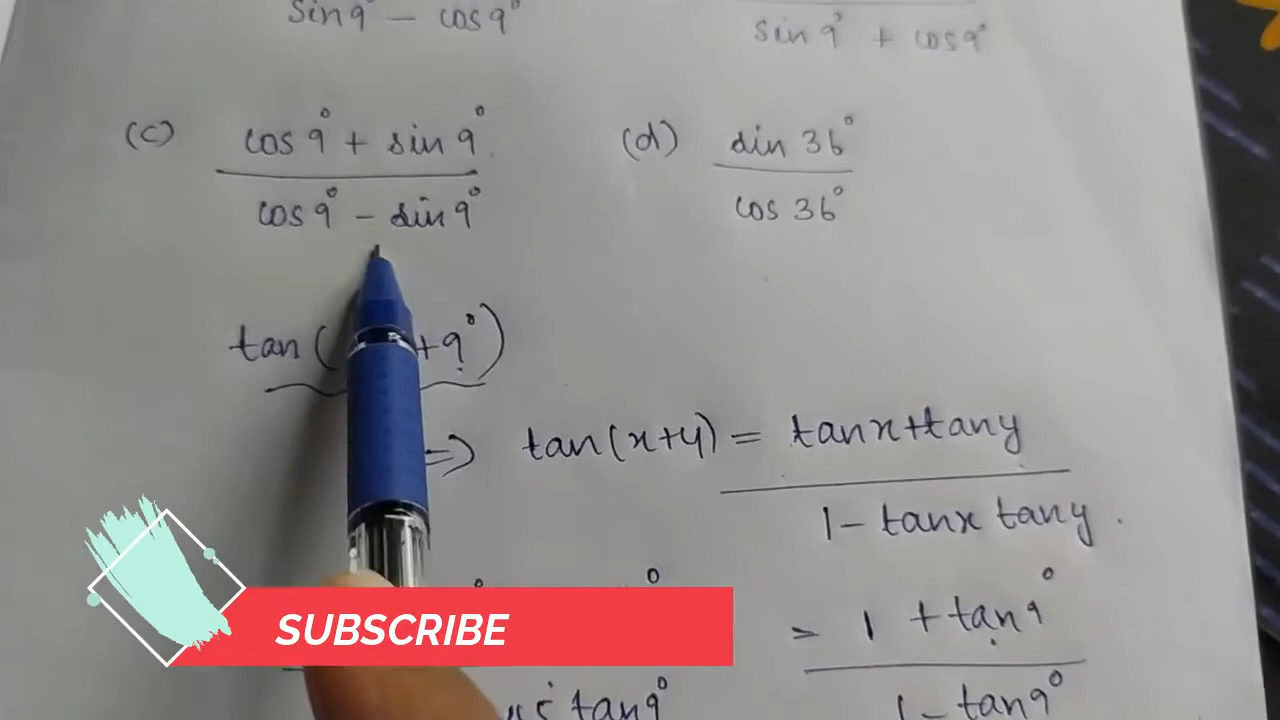 sin 9° - cos 9°
sin 9° + cos 9°
(c) cos 9° + sin 9°
cos 9° - sin 9°
(d) sin 36°
cos 36°
tan ( + 9°)
⇒ tan(x+y) = tanx+tany
1 - tanx tany .
= 1 + tan 9°
1 - tan 9°
tan 9°
SUBSCRIBE